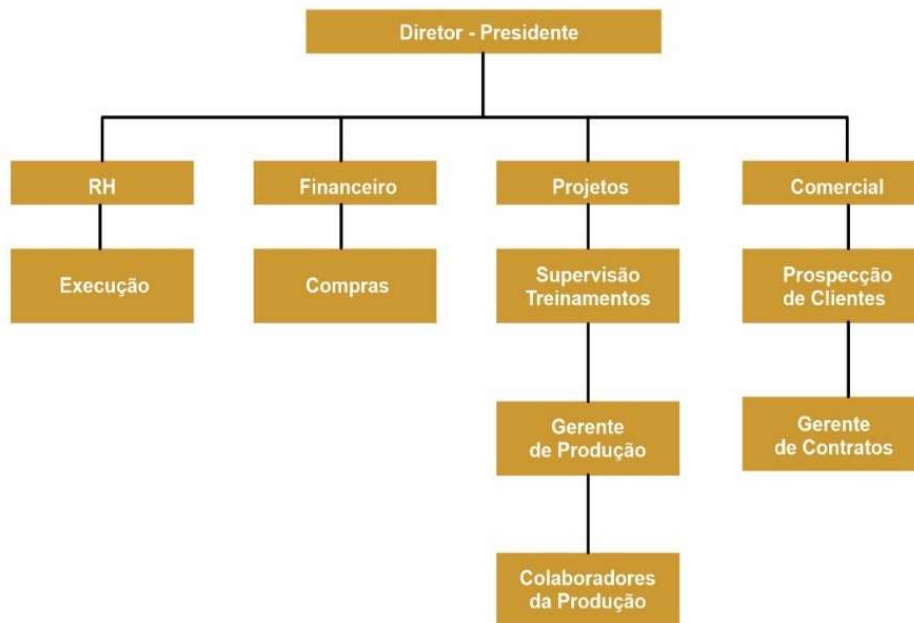 Diretor - Presidente
RH
Financeiro
Projetos
Comercial
Execução
Compras
Supervisão
Treinamentos
Prospecção
de Clientes
Gerente
de Produção
Gerente
de Contratos
Colaboradores
da Produção